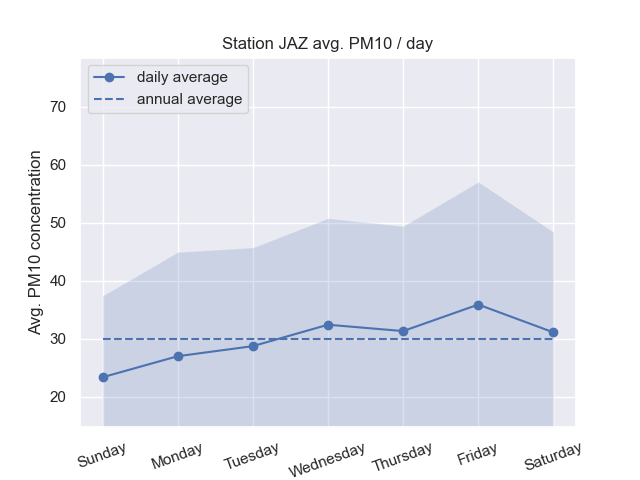 Station JAZ avg. PM10 / day
daily average
annual average
Avg. PM10 concentration
70
60
50
40
30
20
Sunday
Monday
Tuesday
Wednesday
Thursday
Friday
Saturday